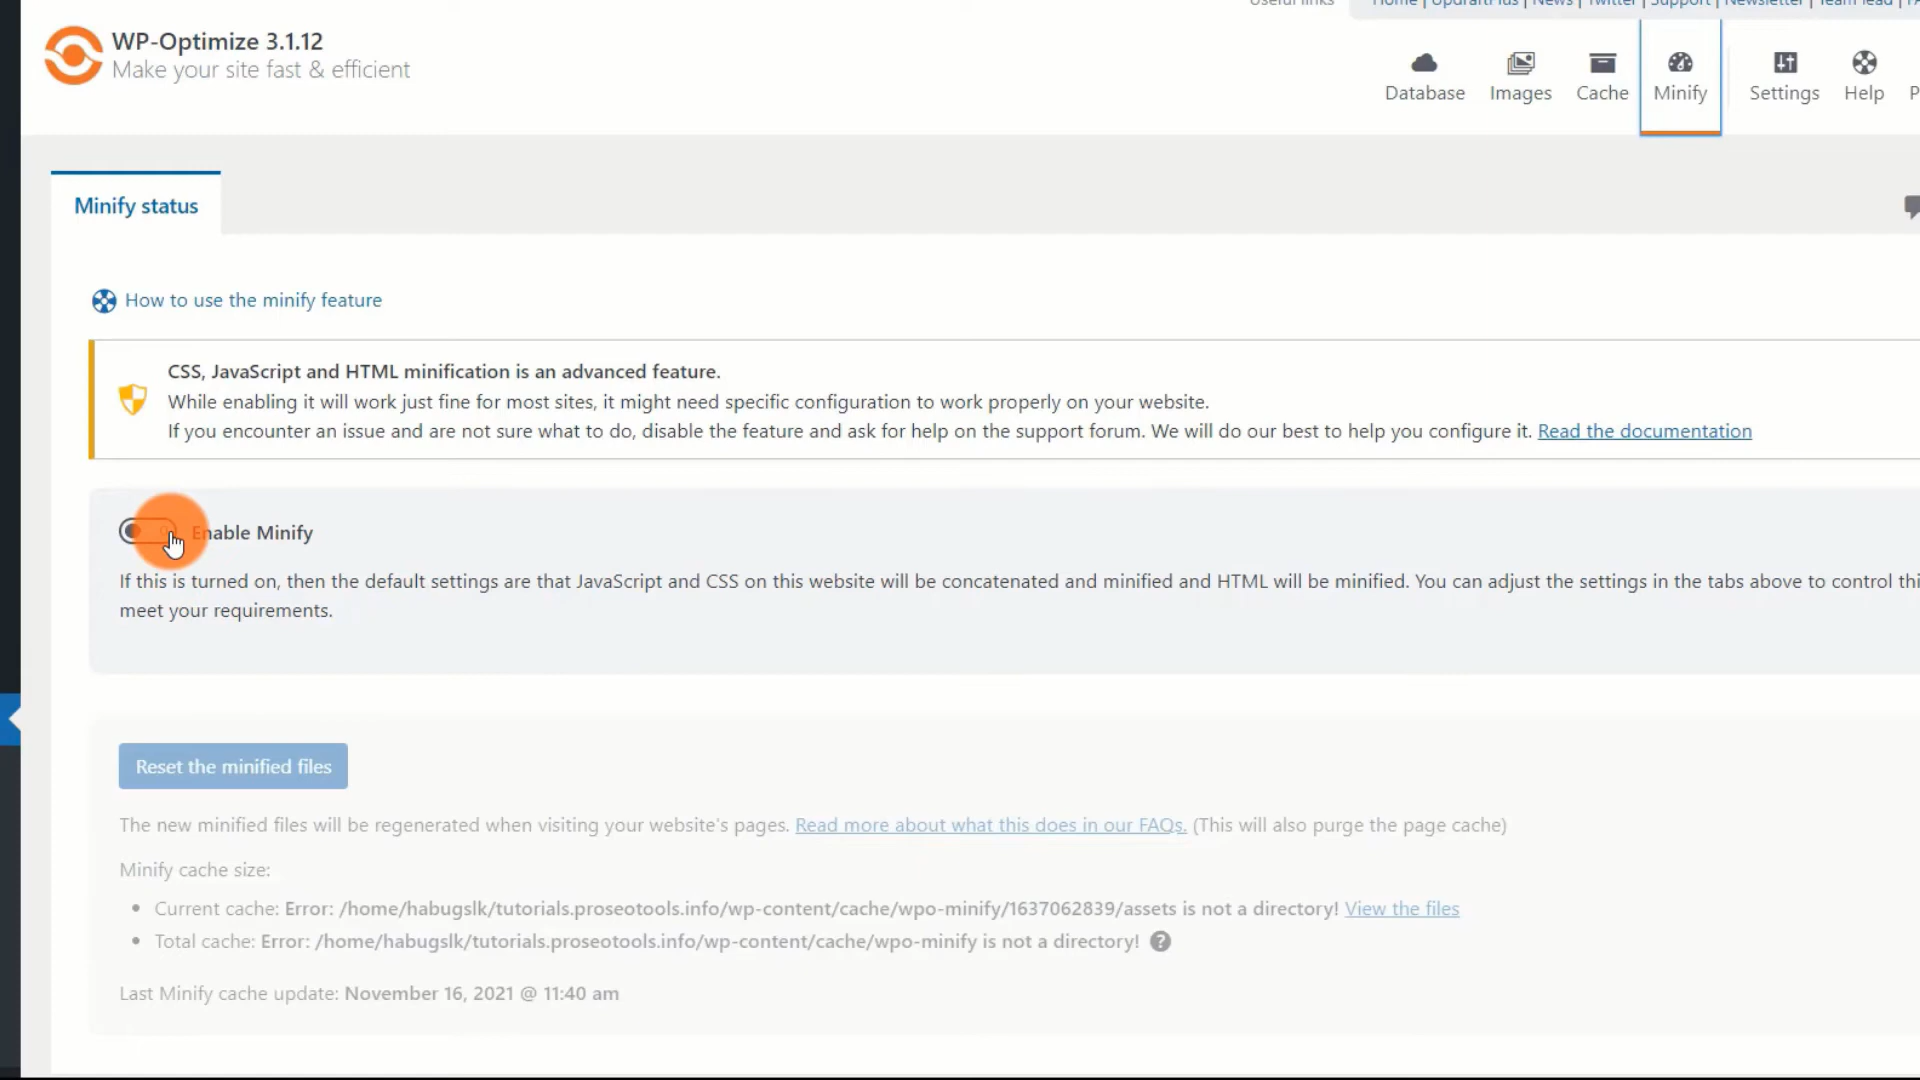 Useful links Home | UpdraftPlus | News | Twitter | Support | Newsletter | Team lead |
WP-Optimize 3.1.12
Make your site fast & efficient
Database Images Cache Minify Settings Help P
Minify status
How to use the minify feature
CSS, JavaScript and HTML minification is an advanced feature.
While enabling it will work just fine for most sites, it might need specific configuration to work properly on your website.
If you encounter an issue and are not sure what to do, disable the feature and ask for help on the support forum. We will do our best to help you configure it. Read the documentation
Enable Minify
If this is turned on, then the default settings are that JavaScript and CSS on this website will be concatenated and minified and HTML will be minified. You can adjust the settings in the tabs above to control thi
meet your requirements.
Reset the minified files
The new minified files will be regenerated when visiting your website's pages. Read more about what this does in our FAQs. (This will also purge the page cache)
Minify cache size:
• Current cache: Error: /home/habugslk/tutorials.proseotools.info/wp-content/cache/wpo-minify/1637062839/assets is not a directory! View the files
• Total cache: Error: /home/habugslk/tutorials.proseotools.info/wp-content/cache/wpo-minify is not a directory! ?
Last Minify cache update: November 16, 2021 @ 11:40 am